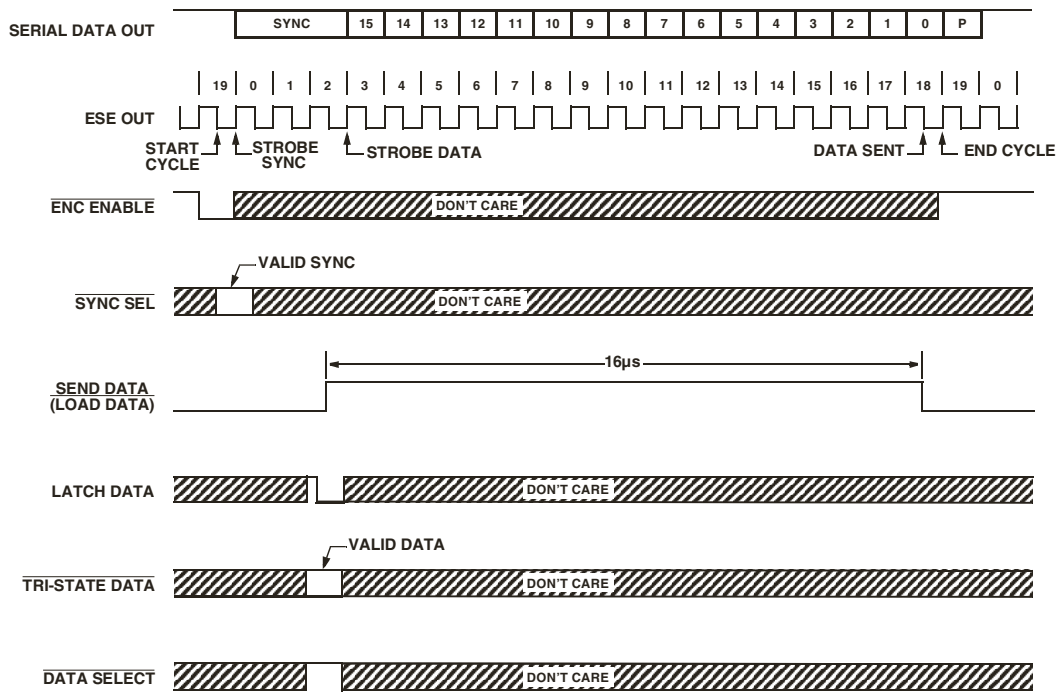 SERIAL DATA OUT
SYNC 15 14 13 12 11 10 9 8 7 6 5 4 3 2 1 0 P
19 0 1 2 3 4 5 6 7 8 9 10 11 12 13 14 15 16 17 18 19 0
ESE OUT
START CYCLE
STROBE SYNC
STROBE DATA
DATA SENT
END CYCLE
ENC ENABLE
DON'T CARE
VALID SYNC
SYNC SEL
DON'T CARE
16µs
SEND DATA
(LOAD DATA)
LATCH DATA
DON'T CARE
VALID DATA
TRI-STATE DATA
DON'T CARE
DATA SELECT
DON'T CARE